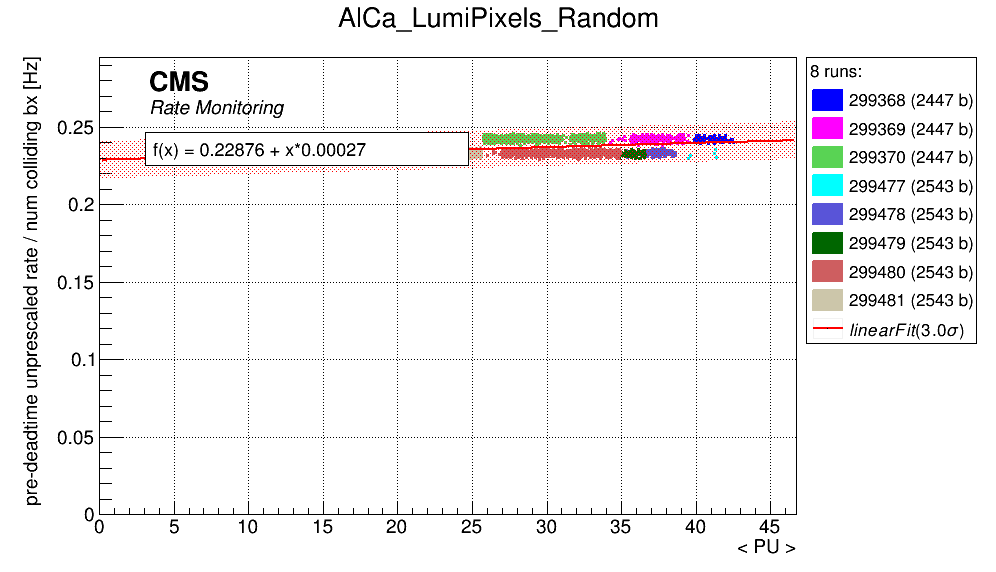 AlCa_LumiPixels_Random
pre-deadtime unprescaled rate / num colliding bx [Hz]
CMS
Rate Monitoring
f(x) = 0.22876 + x*0.00027
0.25
0.2
0.15
0.1
0.05
0
0 5 10 15 20 25 30 35 40 45
< PU >
8 runs:
299368 (2447 b)
299369 (2447 b)
299370 (2447 b)
299477 (2543 b)
299478 (2543 b)
299479 (2543 b)
299480 (2543 b)
299481 (2543 b)
linearFit(3.0σ)